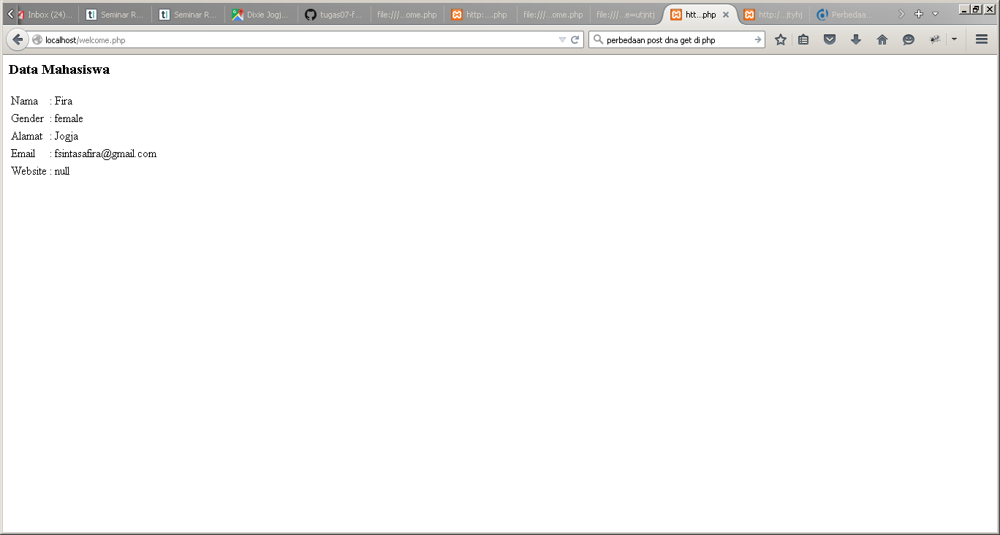 Inbox (24)...
Seminar R...
Seminar R...
Dixie Jogj...
tugas07-f...
file:///...ome.php
http:....php
file:///...ome.php
file:///...e=utjntj
htt...php
http:/...jtyhj
Perbedaa...
localhost/welcome.php
perbedaan post dna get di php
Data Mahasiswa
Nama : Fira
Gender : female
Alamat : Jogja
Email : fsintasafira@gmail.com
Website : null